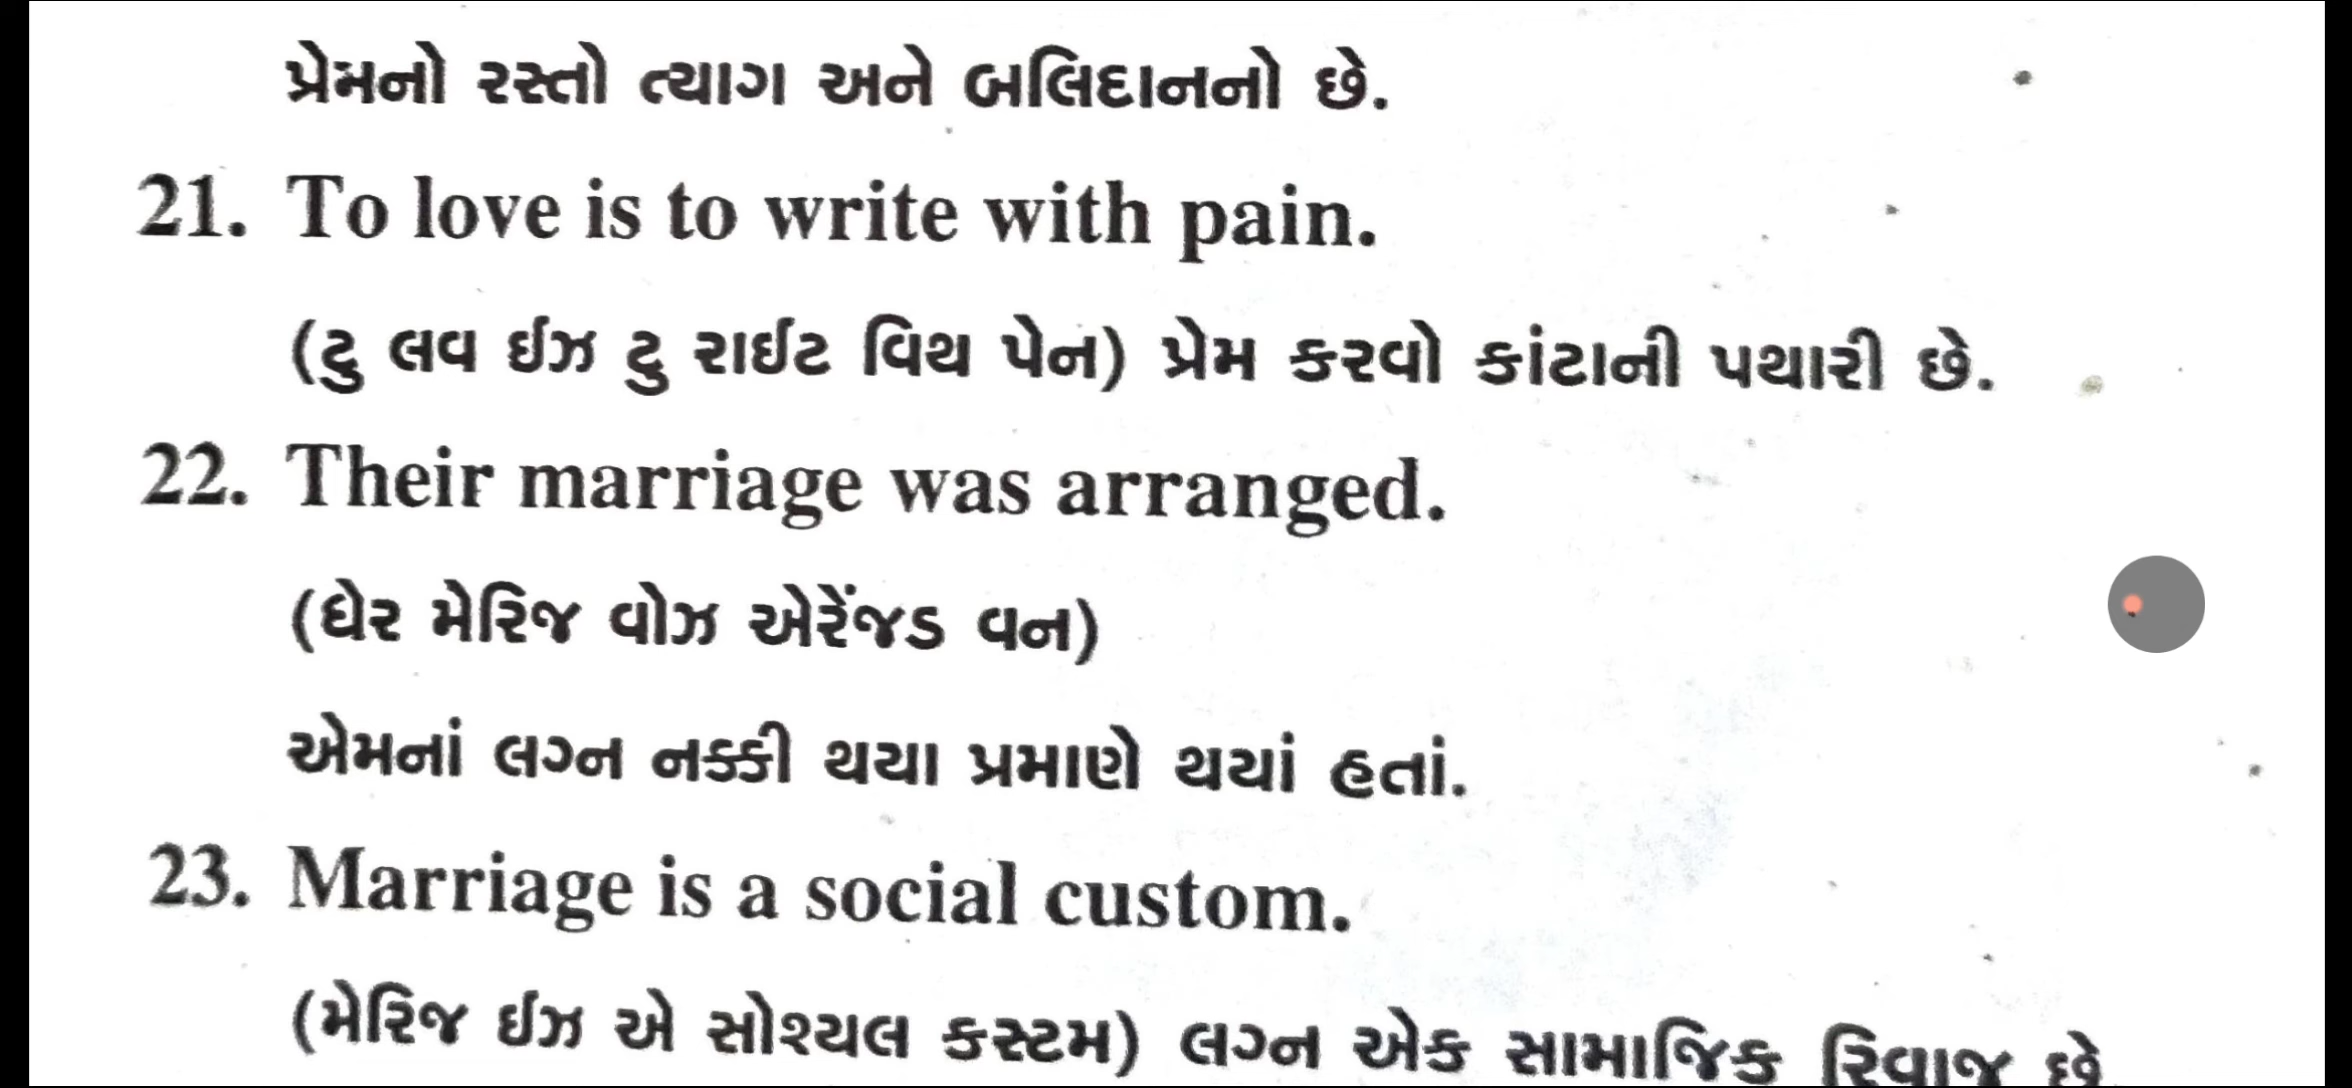 પ્રેમનો રસ્તો ત્યાગ અને બલિદાનનો છે.
21. To love is to write with pain.
(ટુ લવ ઈઝ ટુ રાઈટ વિથ પેન) પ્રેમ કરવો કાંટાની પથારી છે.
22. Their marriage was arranged.
(ધેર મેરિજ વોઝ એરેંજડ વન)
એમનાં લગ્ન નક્કી થયા પ્રમાણે થયાં હતાં.
23. Marriage is a social custom.
(મેરિજ ઈઝ એ સોશ્યલ કસ્ટમ) લગ્ન એક સામાજિક રિવાજ છે